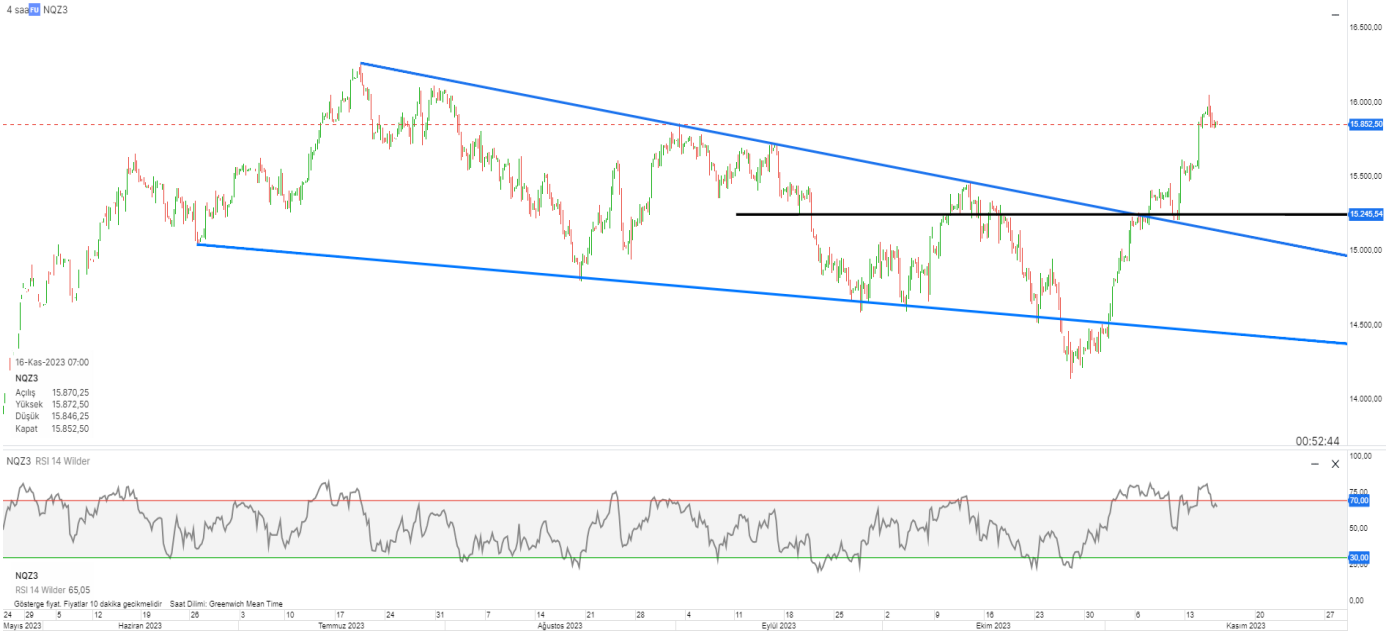 4 saa FU NQZ3
16.500,00
16.000,00
15.852,50
15.500,00
15.245,54
15.000,00
14.500,00
14.000,00
16-Kas-2023 07:00
NQZ3
Açılış 15.870,25
Yüksek 15.872,50
Düşük 15.846,25
Kapat 15.852,50
00:52:44
NQZ3 RSI 14 Wilder
100,00
75,00
70,00
50,00
30,00
25,00
0,00
NQZ3
RSI 14 Wilder 65,05
Gösterge fiyat. Fiyatlar 10 dakika gecikmelidir Saat Dilimi: Greenwich Mean Time
24 29 5 12 19 26 3 10 17 24 31 7 14 21 28 4 11 18 25 2 9 16 23 30 6 13 20 27
Mayıs 2023 Haziran 2023 Temmuz 2023 Ağustos 2023 Eylül 2023 Ekim 2023 Kasım 2023